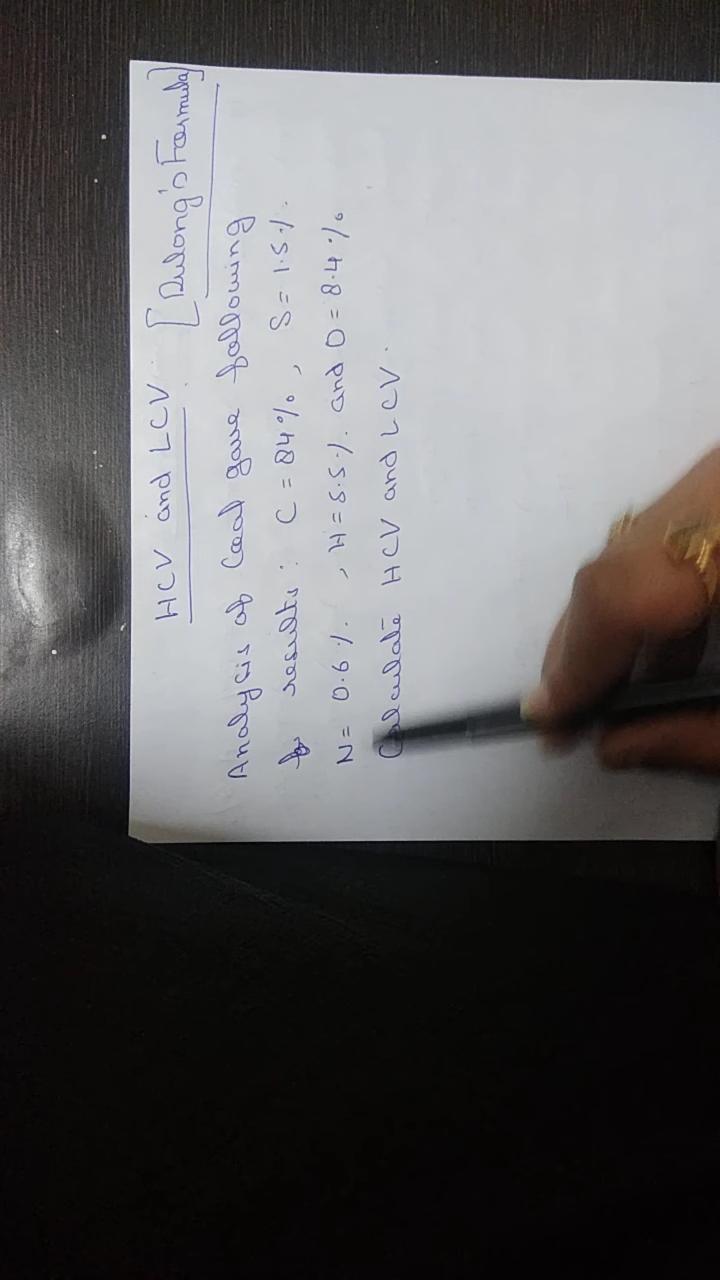 HCV and LCV. [Dulong's Formula]
Analysis of Coal gave following
results: C = 84%, S = 1.5%.
N = 0.6%, H = 5.5%. and O = 8.4%
Calculate HCV and LCV.